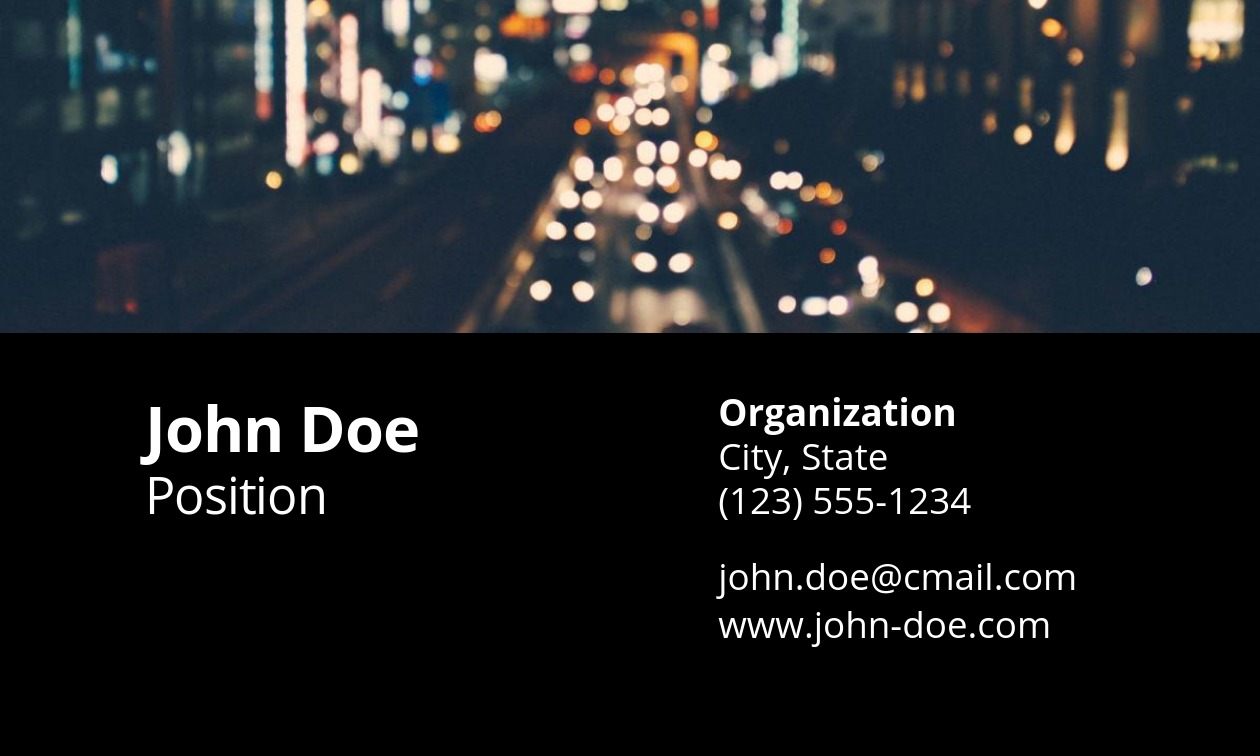 John Doe
Position
Organization
City, State
(123) 555-1234
john.doe@cmail.com
www.john-doe.com